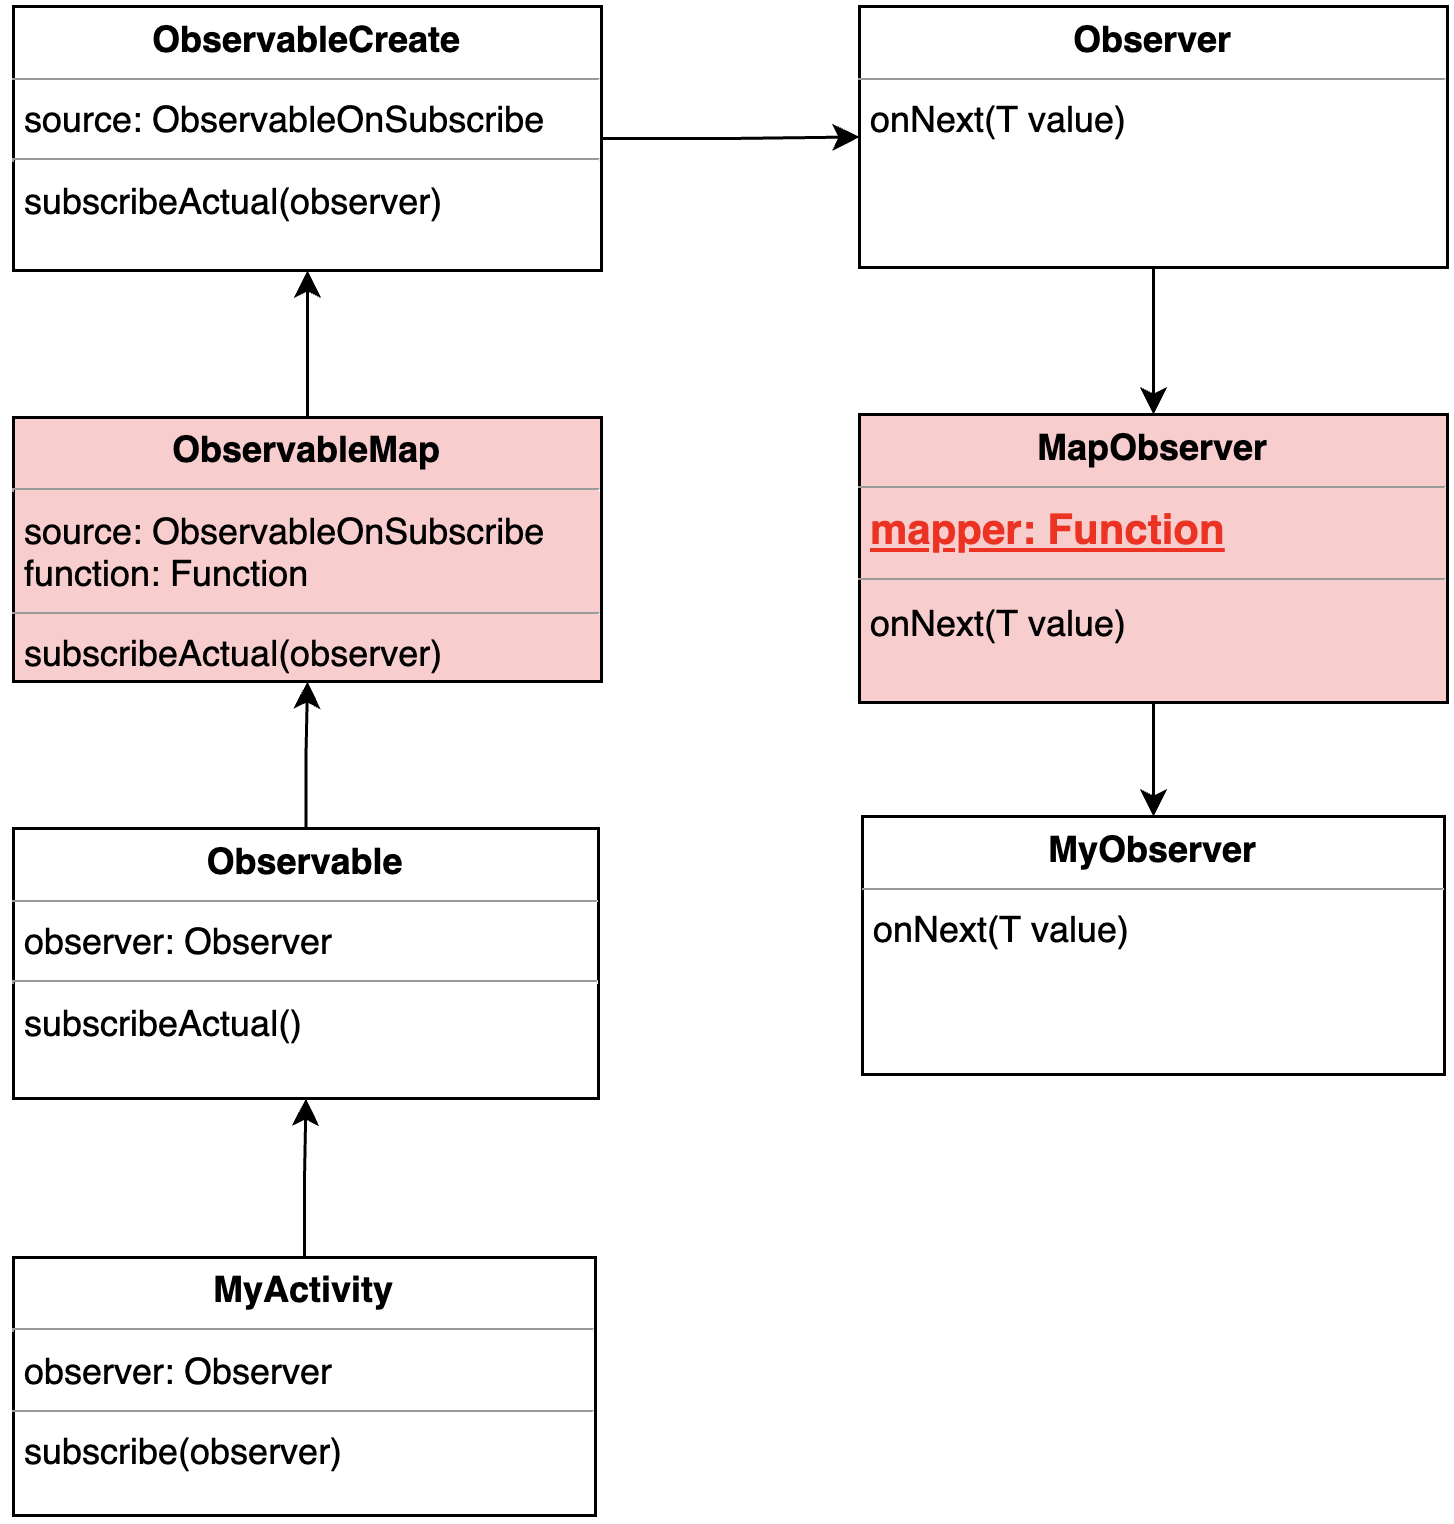 ObservableCreate
source: ObservableOnSubscribe
subscribeActual(observer)
Observer
onNext(T value)
ObservableMap
source: ObservableOnSubscribe
function: Function
subscribeActual(observer)
MapObserver
mapper: Function
onNext(T value)
Observable
observer: Observer
subscribeActual()
MyObserver
onNext(T value)
MyActivity
observer: Observer
subscribe(observer)